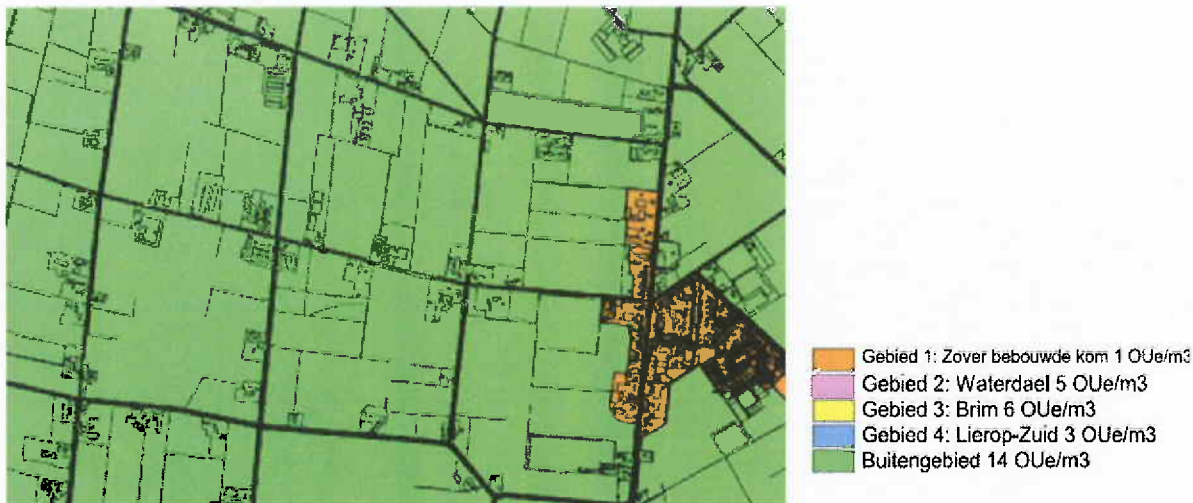 Gebied 1: Zover bebouwde kom 1 OUe/m3
Gebied 2: Waterdael 5 OUe/m3
Gebied 3: Brim 6 OUe/m3
Gebied 4: Lierop-Zuid 3 OUe/m3
Buitengebied 14 OUe/m3